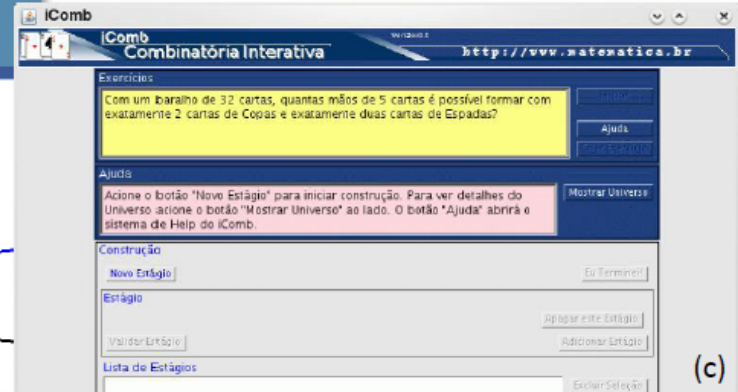 iComb
iComb
Combinatória Interativa
http://www.matematica.br
Exercícios
Com um baralho de 32 cartas, quantas mãos de 5 cartas é possível formar com
exatamente 2 cartas de Copas e exatamente duas cartas de Espadas?
Ajuda
Ajuda
Acione o botão "Novo Estágio" para iniciar construção. Para ver detalhes do
Universo acione o botão "Mostrar Universo" ao lado. O botão "Ajuda" abrirá o
sistema de Help do iComb.
Mostrar Universo
Construção
Novo Estágio
Eu Terminei!
Estágio
Apagar este Estágio
Validar Estágio
Adicionar Estágio
Lista de Estágios
Excluir Seleção
(c)